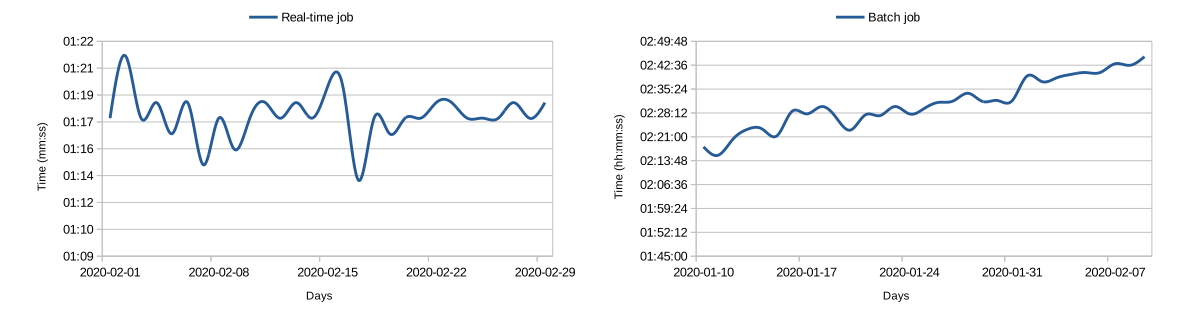 Real-time job
01:22
01:21
01:19
01:17
01:16
01:14
01:12
01:10
01:09
Time (mm:ss)
2020-02-01 2020-02-08 2020-02-15 2020-02-22 2020-02-29
Days
Batch job
02:49:48
02:42:36
02:35:24
02:28:12
02:21:00
02:13:48
02:06:36
01:59:24
01:52:12
01:45:00
Time (hh:mm:ss)
2020-01-10 2020-01-17 2020-01-24 2020-01-31 2020-02-07
Days